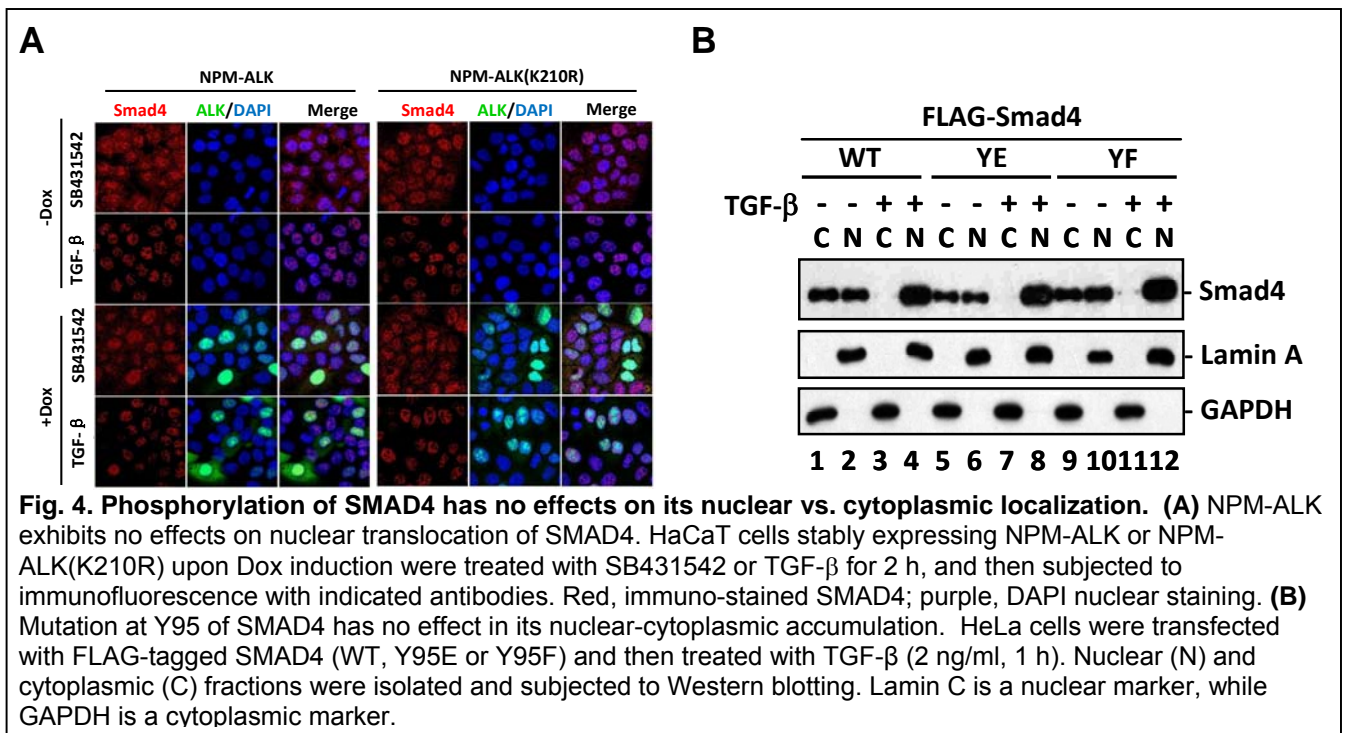 A
B
NPM-ALK
NPM-ALK(K210R)
Smad4 ALK/DAPI Merge Smad4 ALK/DAPI Merge
-Dox
SB431542
TGF- β
+Dox
SB431542
TGF- β
FLAG-Smad4
WT YE YF
TGF-β - - + + - - + + - - + +
C N C N C N C N C N C N
- Smad4
- Lamin A
- GAPDH
1 2 3 4 5 6 7 8 9 10 11 12
Fig. 4. Phosphorylation of SMAD4 has no effects on its nuclear vs. cytoplasmic localization. (A) NPM-ALK
exhibits no effects on nuclear translocation of SMAD4. HaCaT cells stably expressing NPM-ALK or NPM-
ALK(K210R) upon Dox induction were treated with SB431542 or TGF-β for 2 h, and then subjected to
immunofluorescence with indicated antibodies. Red, immuno-stained SMAD4; purple, DAPI nuclear staining. (B)
Mutation at Y95 of SMAD4 has no effect in its nuclear-cytoplasmic accumulation. HeLa cells were transfected
with FLAG-tagged SMAD4 (WT, Y95E or Y95F) and then treated with TGF-β (2 ng/ml, 1 h). Nuclear (N) and
cytoplasmic (C) fractions were isolated and subjected to Western blotting. Lamin C is a nuclear marker, while
GAPDH is a cytoplasmic marker.